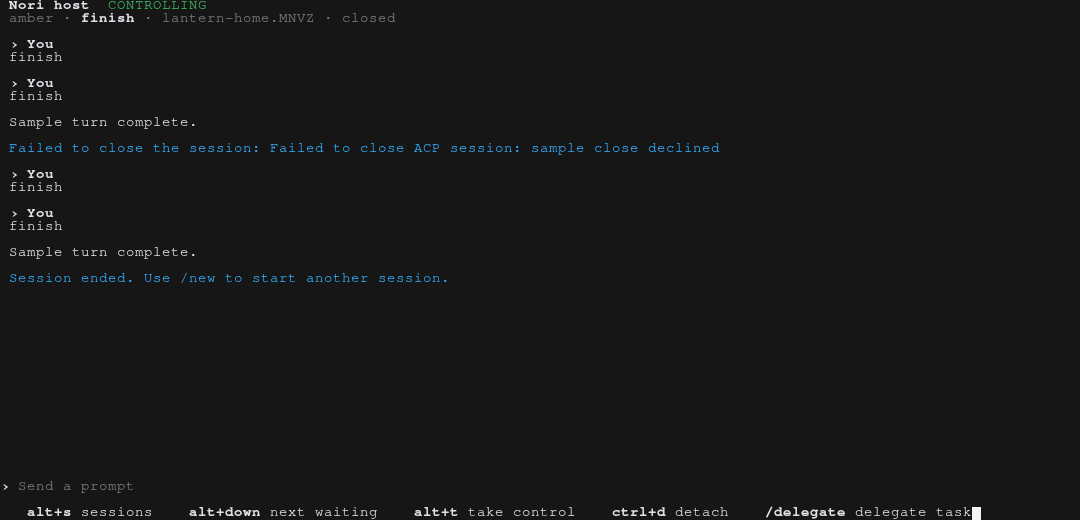 Nori host  CONTROLLING
amber · finish · lantern-home.MNVZ · closed
› You
finish
› You
finish
Sample turn complete.
Failed to close the session: Failed to close ACP session: sample close declined
› You
finish
› You
finish
Sample turn complete.
Session ended. Use /new to start another session.
› Send a prompt
alt+s sessions    alt+down next waiting    alt+t take control    ctrl+d detach    /delegate delegate task